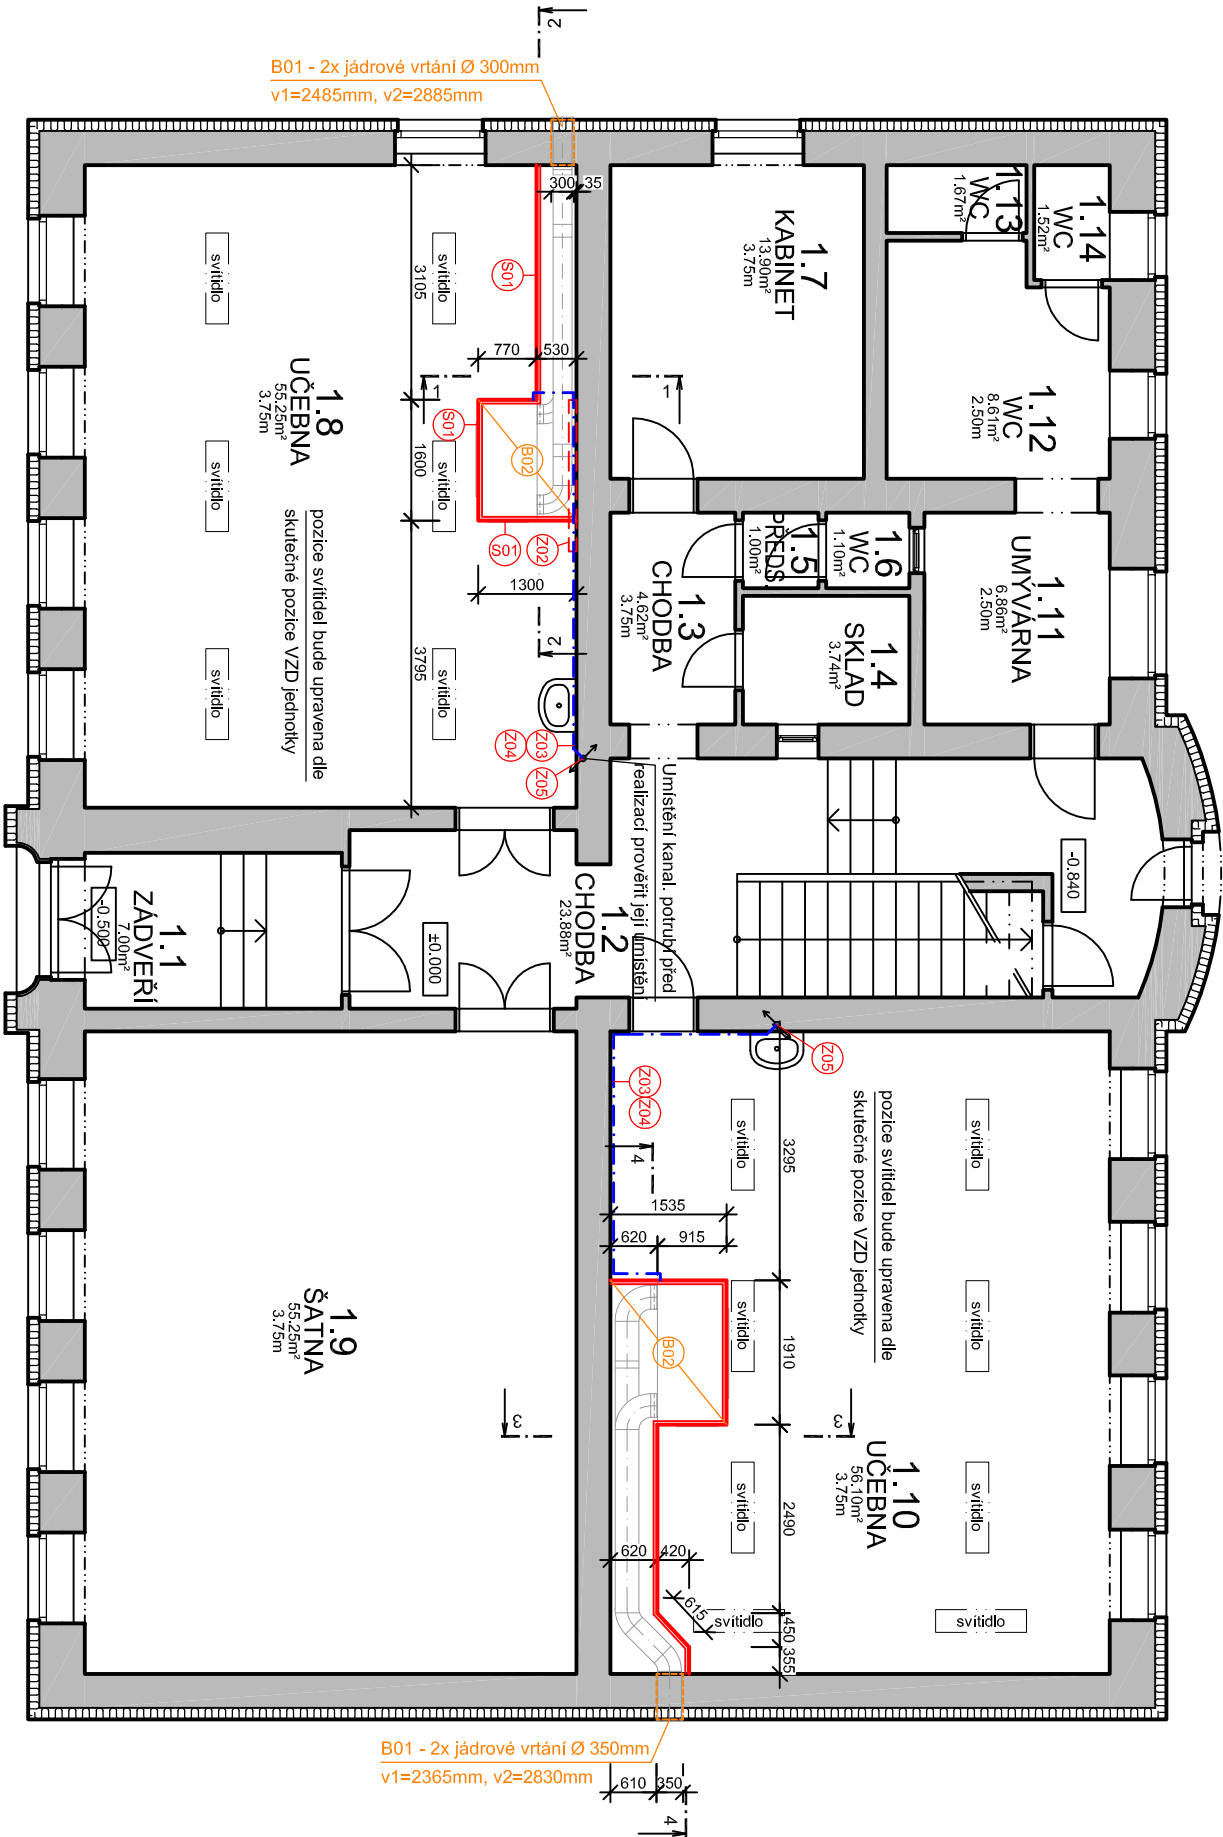 2
B01 - 2x jádrové vrtání Ø 300mm
v1=2485mm, v2=2885mm
300
35
3105
770
530
1600
1300
3795
1
1
2
S01
S01
S01
B02
Z02
Z03
Z04
Z05
svítidlo
svítidlo
svítidlo
svítidlo
svítidlo
svítidlo
1.8
UČEBNA
55.25m²
3.75m
pozice svítidel bude upravena dle
skutečné pozice VZD jednotky
1.7
KABINET
13.90m²
3.75m
1.13
WC
1.67m²
1.14
WC
1.52m²
1.12
WC
8.61m²
2.50m
1.11
UMÝVÁRNA
6.86m²
2.50m
1.6
WC
1.10m²
1.5
PŘEDS.
1.00m²
1.3
CHODBA
4.62m²
3.75m
1.4
SKLAD
3.74m²
Umístění kanal. potrubí před
realizací prověřit její umístění
-0.840
1.2
CHODBA
23.88m²
±0.000
1.1
ZÁDVEŘÍ
7.00m²
-0.500
Z05
Z03
Z04
4
3295
1535
620
915
1910
2490
620
420
615
450
355
B02
3
3
svítidlo
svítidlo
svítidlo
svítidlo
svítidlo
svítidlo
svítidlo
svítidlo
pozice svítidel bude upravena dle
skutečné pozice VZD jednotky
1.10
UČEBNA
56.10m²
3.75m
1.9
ŠATNA
55.25m²
3.75m
B01 - 2x jádrové vrtání Ø 350mm
v1=2365mm, v2=2830mm
610
350
4